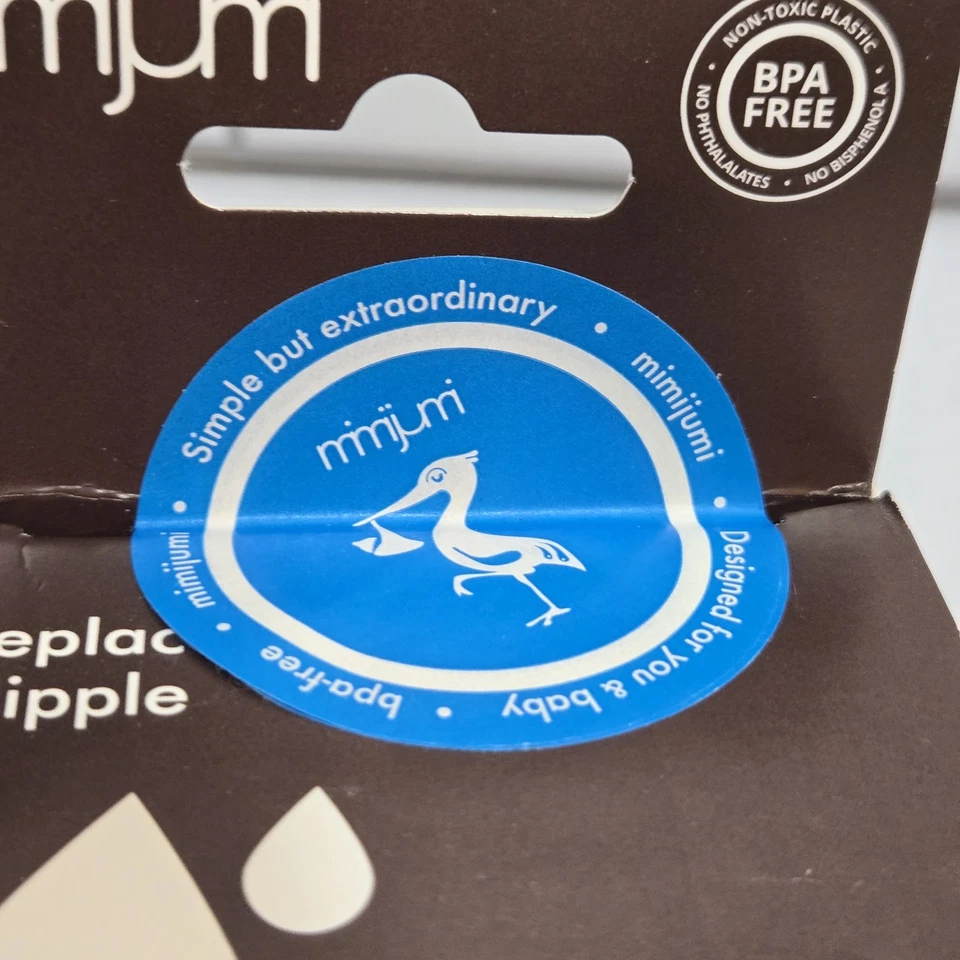 mijumi
NON-TOXIC PLASTIC • NO BISPHENOL A • NO PHTHALALATES •
BPA
FREE
Simple but extraordinary • mimijumi • Designed for you & baby • bpa-free • mimijumi •
mimijumi
eplac
ipple